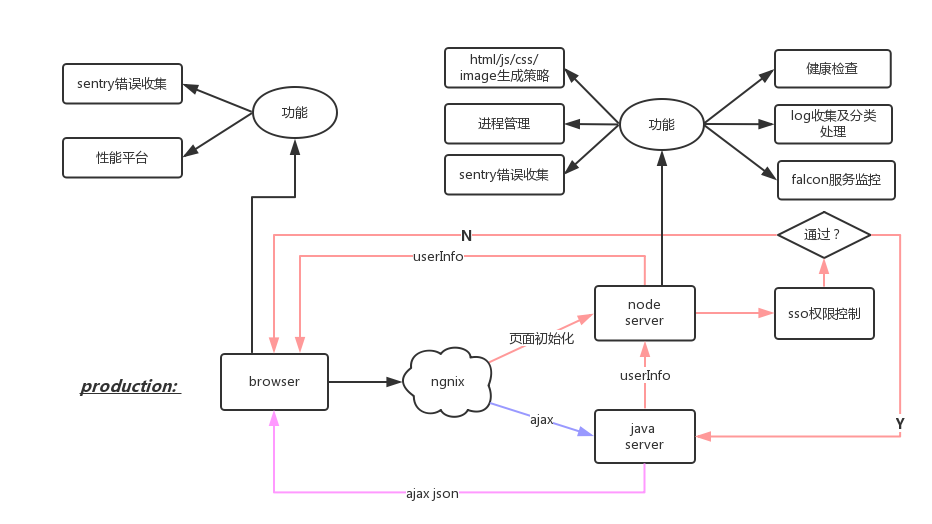 html/js/css/
image生成策略
健康检查
sentry错误收集
功能
进程管理
功能
log收集及分类
处理
性能平台
sentry错误收集
falcon服务监控
N
通过？
userInfo
node
server
sso权限控制
页面初始化
browser
ngnix
userInfo
production:
ajax
java
server
Y
ajax json